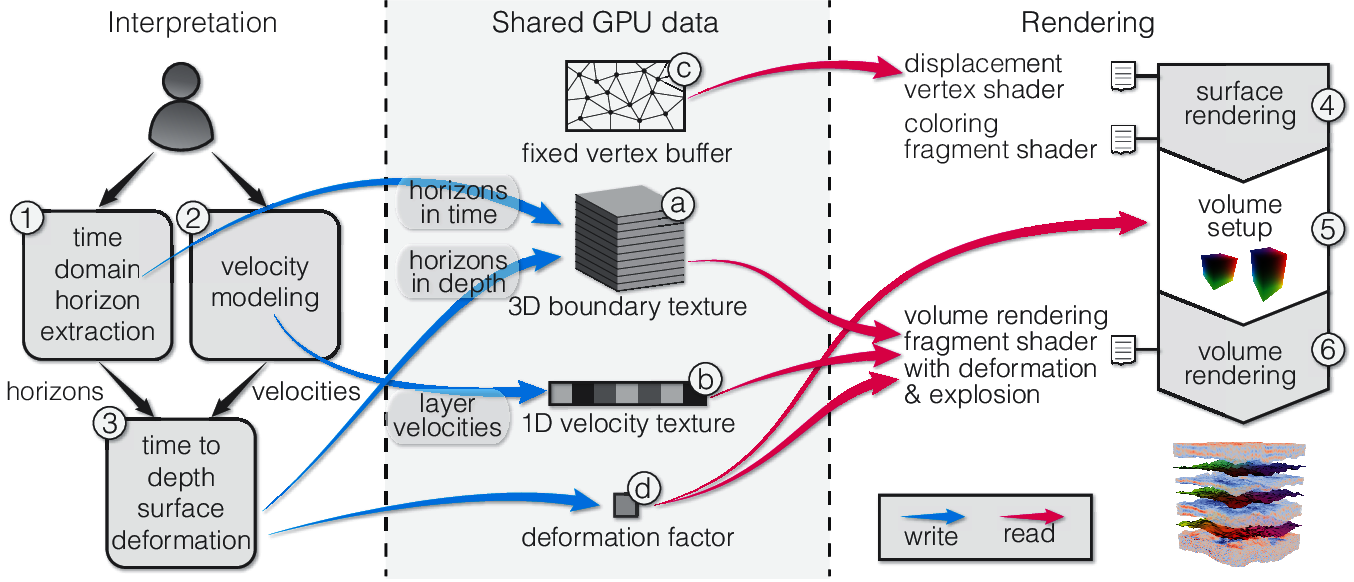 Interpretation
Shared GPU data
Rendering
c
fixed vertex buffer
displacement
vertex shader
coloring
fragment shader
surface
rendering
4
1
time
domain
horizon
extraction
2
velocity
modeling
horizons
in time
horizons
in depth
a
3D boundary texture
volume
setup
5
volume rendering
fragment shader
with deformation
& explosion
volume
rendering
6
horizons
velocities
layer
velocities
b
1D velocity texture
3
time to
depth
surface
deformation
d
deformation factor
write
read